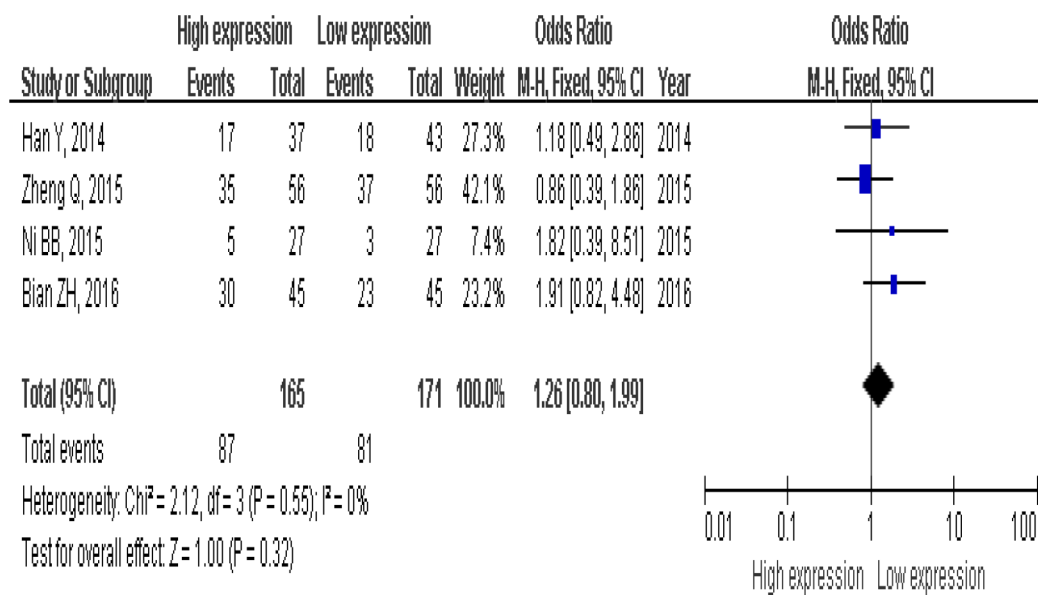 High expression Low expression Odds Ratio Odds Ratio
Study or Subgroup Events Total Events Total Weight M-H, Fixed, 95% CI Year M-H, Fixed, 95% CI
Han Y, 2014 17 37 18 43 27.3% 1.18 [0.49, 2.86] 2014
Zheng Q, 2015 35 56 37 56 42.1% 0.86 [0.39, 1.86] 2015
Ni BB, 2015 5 27 3 27 7.4% 1.82 [0.39, 8.51] 2015
Bian ZH, 2016 30 45 23 45 23.2% 1.91 [0.82, 4.48] 2016
Total (95% CI) 165 171 100.0% 1.26 [0.80, 1.99]
Total events 87 81
Heterogeneity: Chi² = 2.12, df = 3 (P = 0.55); I² = 0%
Test for overall effect: Z = 1.00 (P = 0.32)
0.01 0.1 1 10 100
High expression Low expression